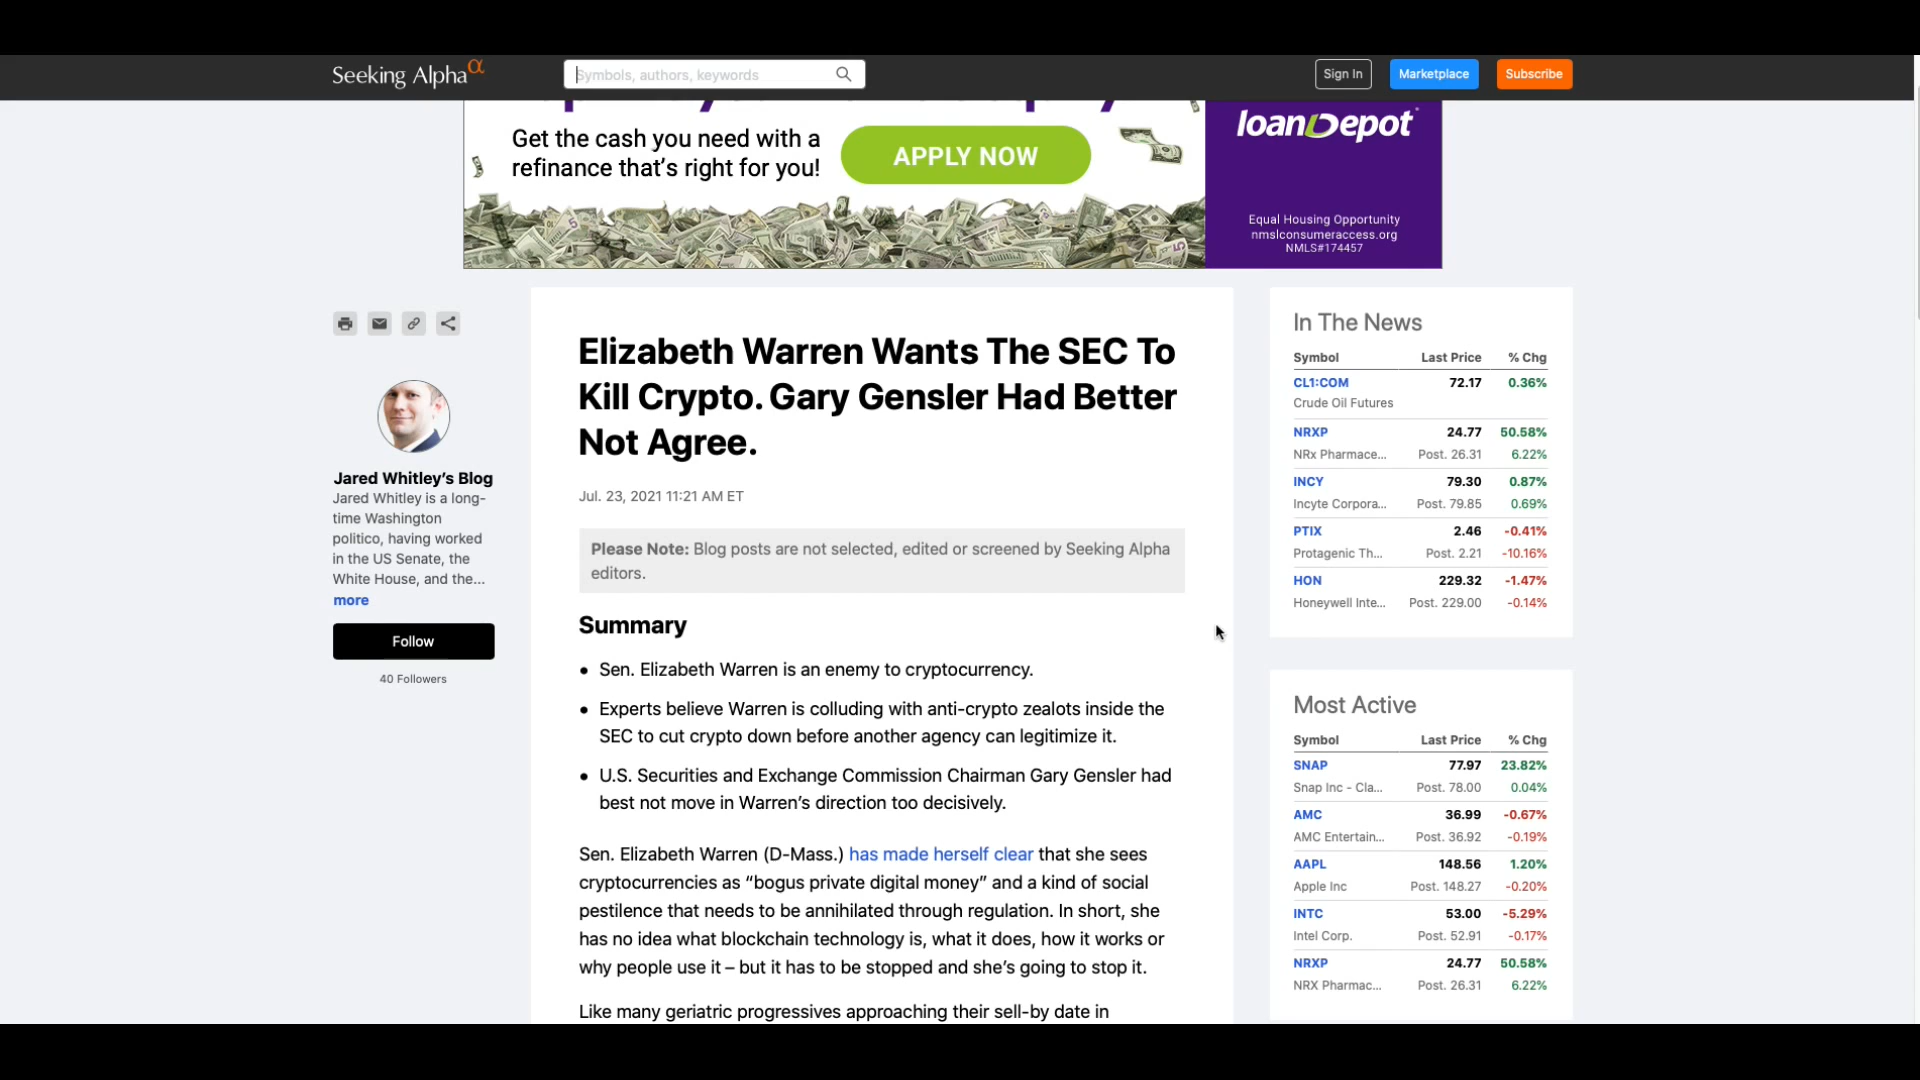 Seeking Alpha α
Symbols, authors, keywords
Sign In
Marketplace
Subscribe
Get the cash you need with a
refinance that's right for you!
APPLY NOW
loanDepot
Equal Housing Opportunity
nmslconsumeraccess.org
NMLS#174457
Jared Whitley's Blog
Jared Whitley is a long-
time Washington
politico, having worked
in the US Senate, the
White House, and the...
more
Follow
40 Followers
Elizabeth Warren Wants The SEC To
Kill Crypto. Gary Gensler Had Better
Not Agree.
Jul. 23, 2021 11:21 AM ET
Please Note: Blog posts are not selected, edited or screened by Seeking Alpha
editors.
Summary
• Sen. Elizabeth Warren is an enemy to cryptocurrency.
• Experts believe Warren is colluding with anti-crypto zealots inside the
SEC to cut crypto down before another agency can legitimize it.
• U.S. Securities and Exchange Commission Chairman Gary Gensler had
best not move in Warren's direction too decisively.
Sen. Elizabeth Warren (D-Mass.) has made herself clear that she sees
cryptocurrencies as “bogus private digital money” and a kind of social
pestilence that needs to be annihilated through regulation. In short, she
has no idea what blockchain technology is, what it does, how it works or
why people use it – but it has to be stopped and she's going to stop it.
Like many geriatric progressives approaching their sell-by date in
In The News
Symbol Last Price % Chg
CL1:COM 72.17 0.36%
Crude Oil Futures
NRXP 24.77 50.58%
NRx Pharmace... Post. 26.31 6.22%
INCY 79.30 0.87%
Incyte Corpora... Post. 79.85 0.69%
PTIX 2.46 -0.41%
Protagenic Th... Post. 2.21 -10.16%
HON 229.32 -1.47%
Honeywell Inte... Post. 229.00 -0.14%
Most Active
Symbol Last Price % Chg
SNAP 77.97 23.82%
Snap Inc - Cla... Post. 78.00 0.04%
AMC 36.99 -0.67%
AMC Entertain... Post. 36.92 -0.19%
AAPL 148.56 1.20%
Apple Inc Post. 148.27 -0.20%
INTC 53.00 -5.29%
Intel Corp. Post. 52.91 -0.17%
NRXP 24.77 50.58%
NRX Pharmac... Post. 26.31 6.22%